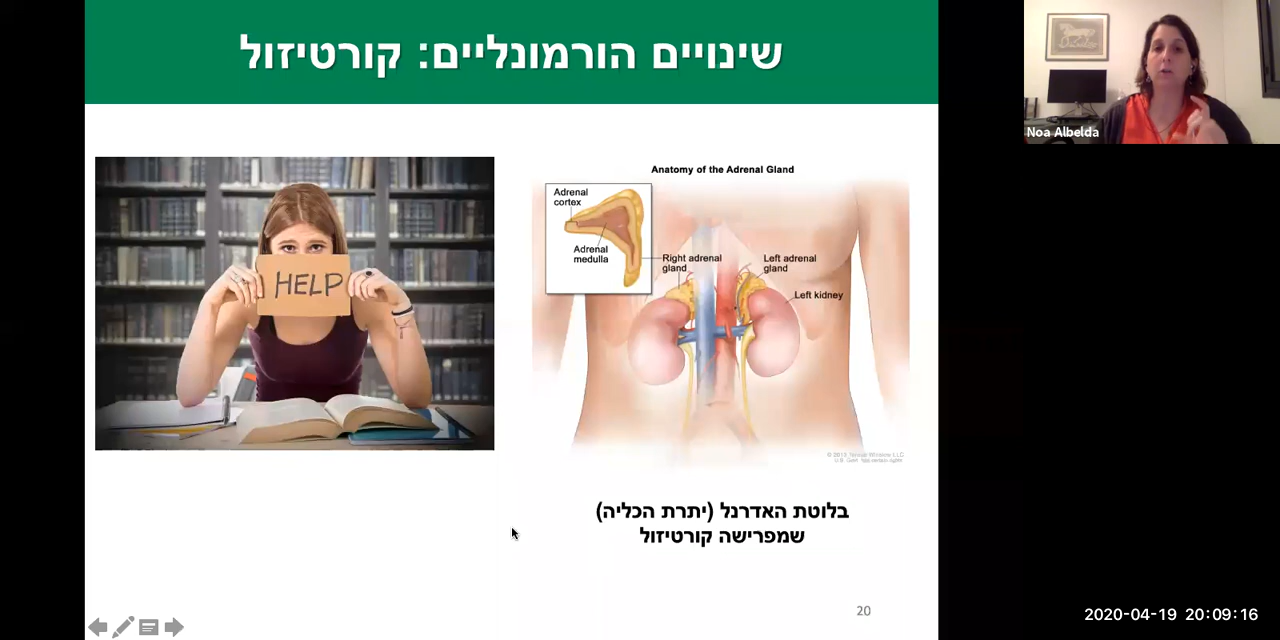 שינויים הורמונליים: קורטיזול
Noa Albelda
HELP
Anatomy of the Adrenal Gland
Adrenal
cortex
Adrenal
medulla
Right adrenal
gland
Left adrenal
gland
Left kidney
בלוטת האדרנל (יתרת הכליה)
שמפרישה קורטיזול
20
2020-04-19 20:09:16